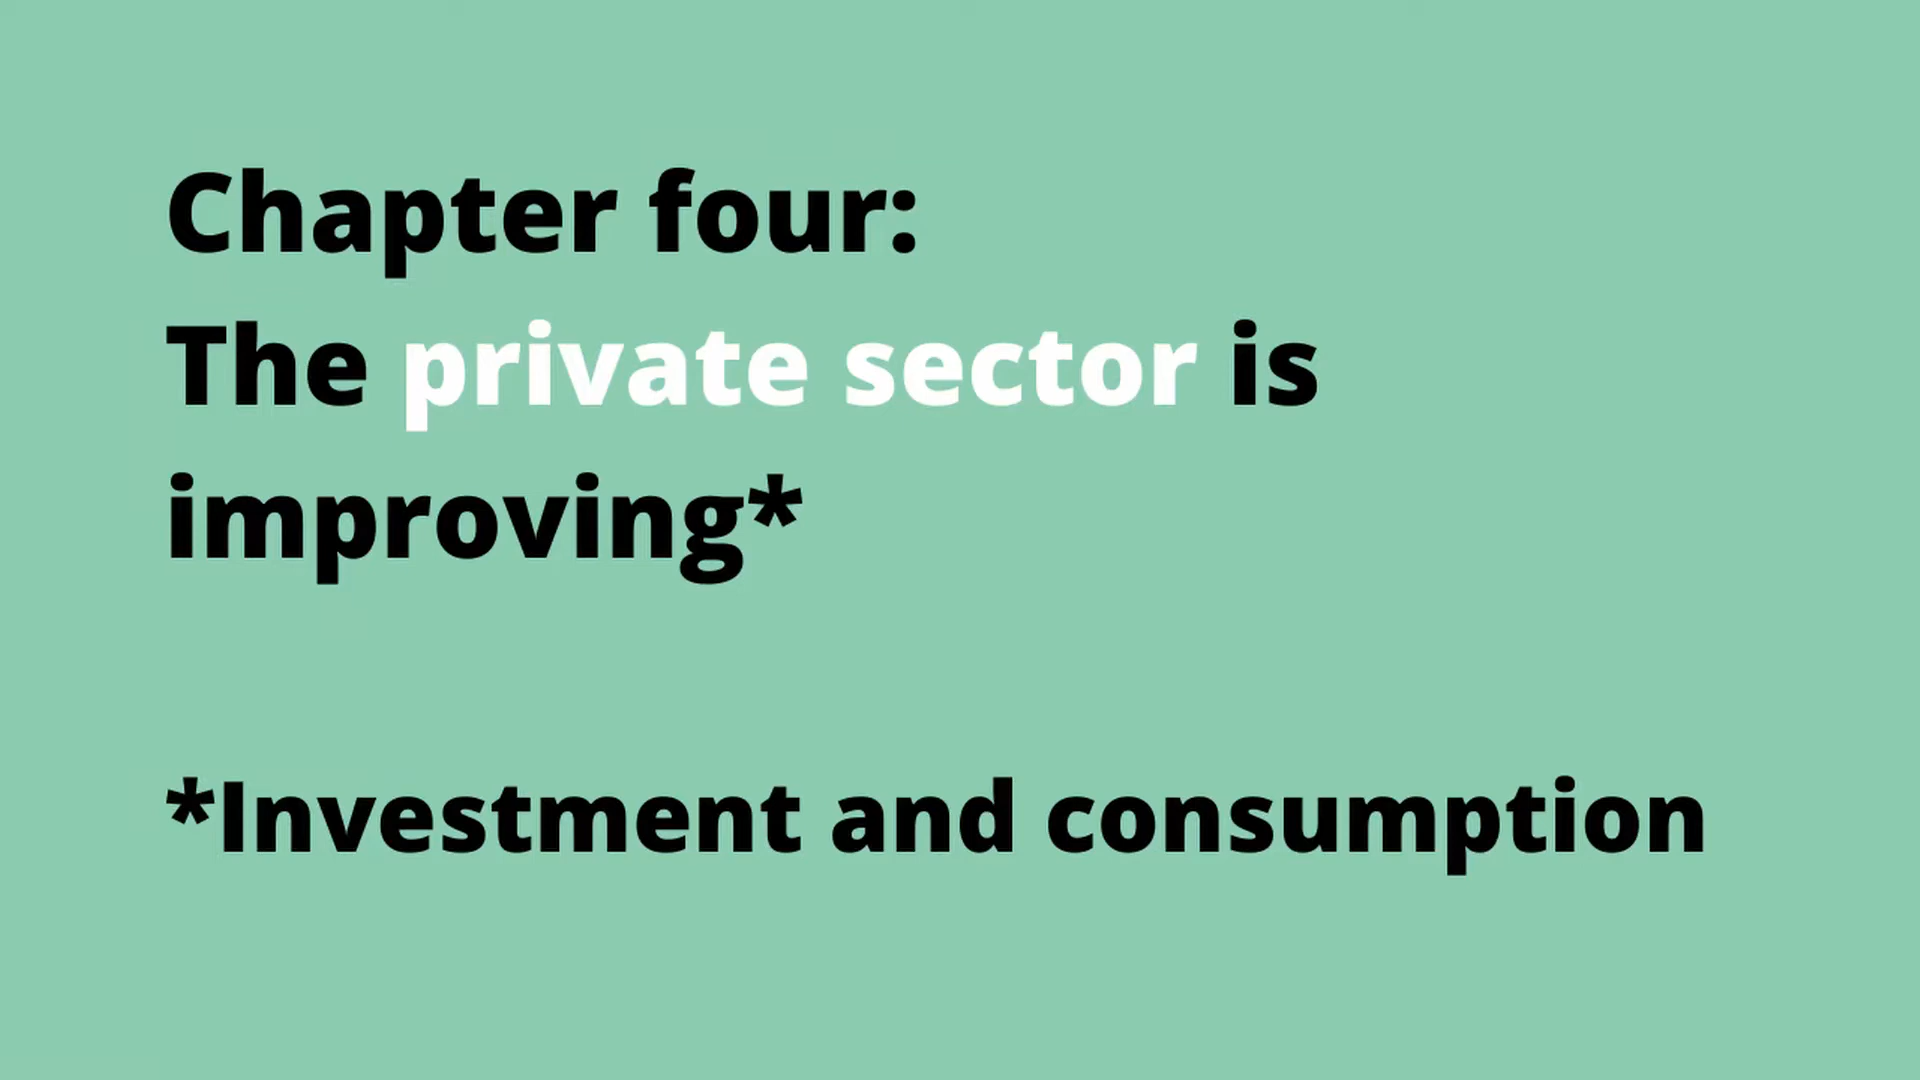 Chapter four:
The private sector is
improving*
*Investment and consumption